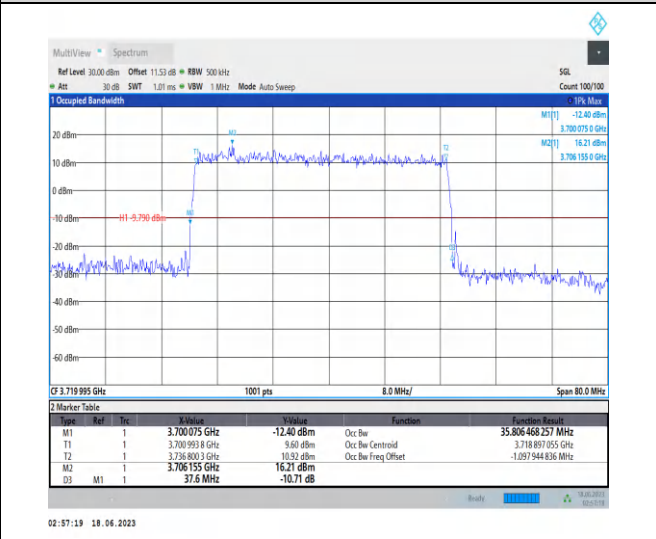 MultiView Spectrum
Ref Level 30.00 dBm Offset 11.53 dB RBW 500 kHz SGL
Att 30 dB SWT 1.01 ms VBW 1 MHz Mode Auto Sweep Count 100/100
1 Occupied Bandwidth 1Pk Max
M1[1] -12.40 dBm
3.700 075 0 GHz
M2[1] 16.21 dBm
3.706 155 0 GHz
20 dBm
10 dBm
0 dBm
-10 dBm
H1 -9.790 dBm
-20 dBm
-30 dBm
-40 dBm
-50 dBm
-60 dBm
T1
T2
CF 3.719 995 GHz 1001 pts 8.0 MHz/ Span 80.0 MHz
2 Marker Table
Type Ref Trc X-Value Y-Value Function Function Result
M1 1 3.700 075 GHz -12.40 dBm Occ Bw 35.806 468 257 MHz
T1 1 3.700 993 8 GHz 9.60 dBm Occ Bw Centroid 3.718 897 055 GHz
T2 1 3.736 800 3 GHz 10.92 dBm Occ Bw Freq Offset -1.097 944 836 MHz
M2 1 3.706 155 GHz 16.21 dBm
D3 M1 1 37.6 MHz -10.71 dB
Ready 18.06.2023
02:57:18
02:57:19 18.06.2023